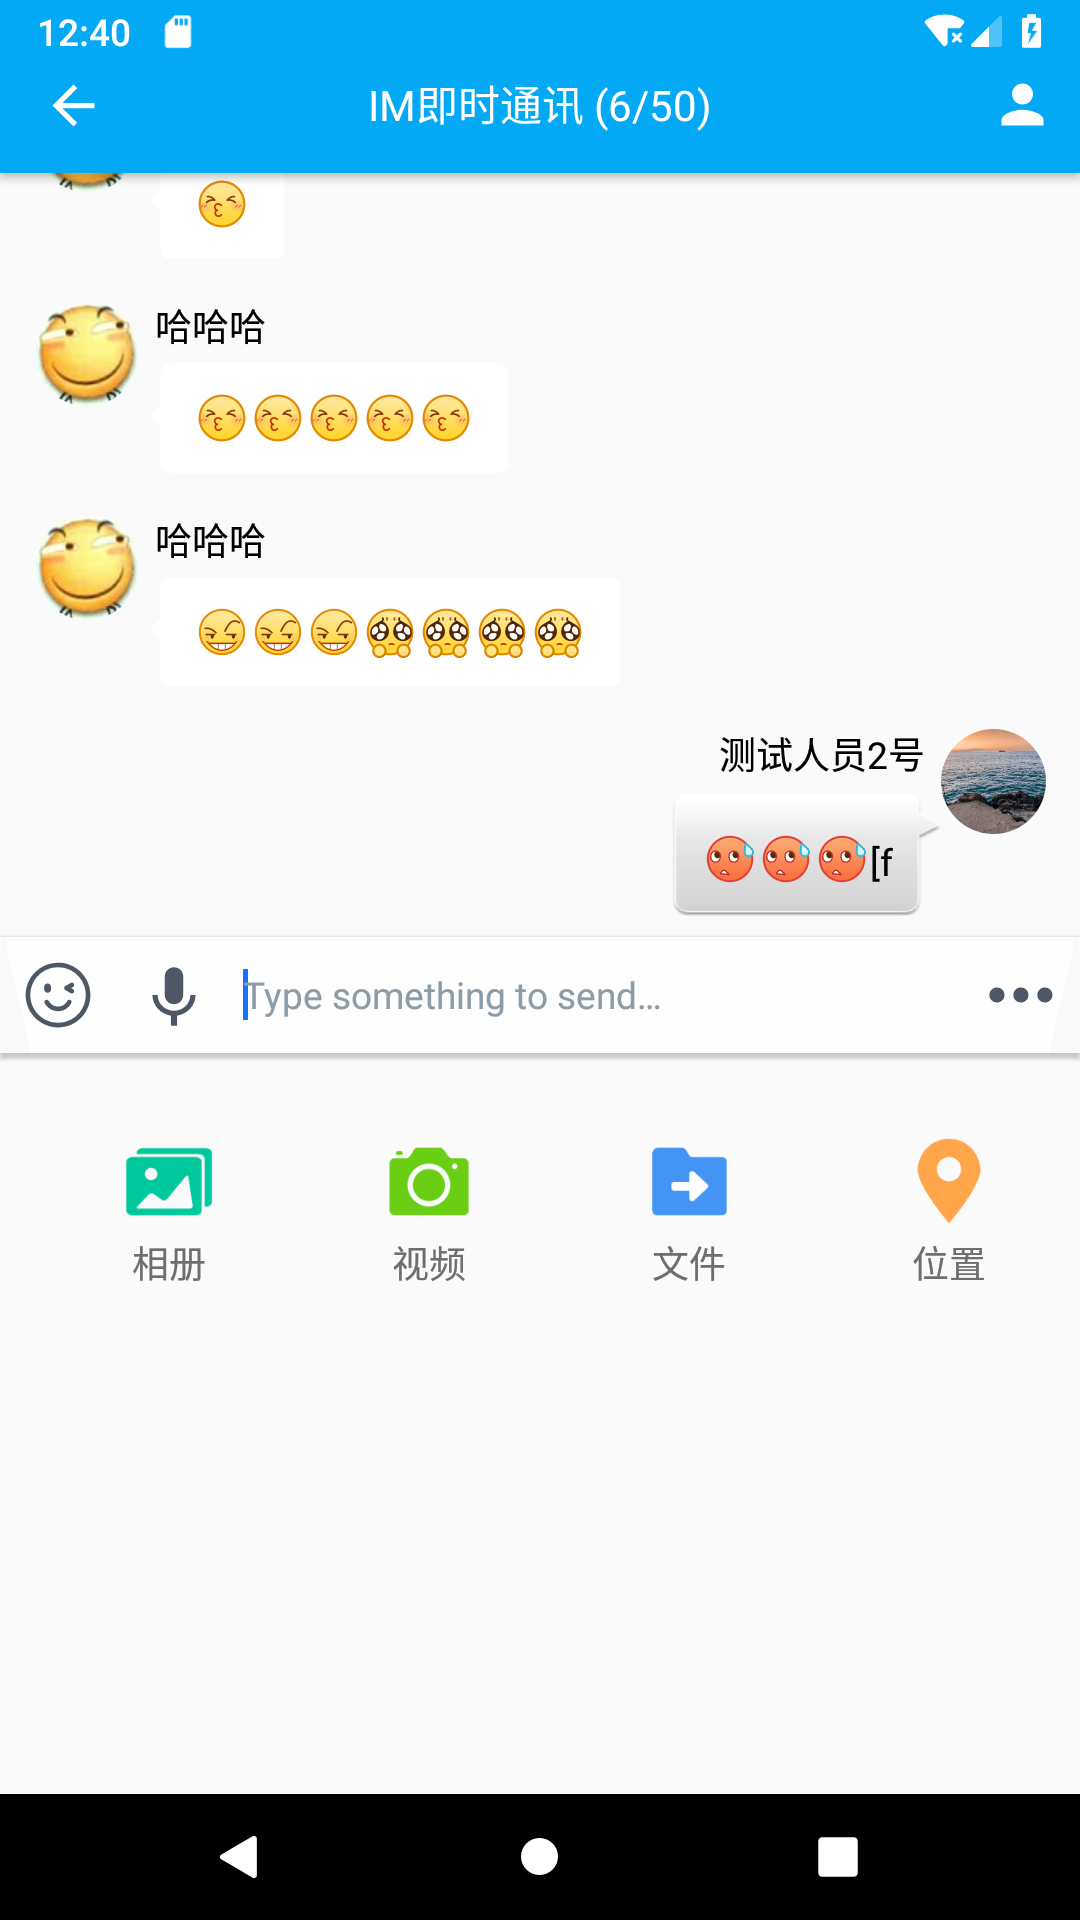 12:40
IM即时通讯 (6/50)
哈哈哈
哈哈哈
测试人员2号
[f
Type something to send...
相册
视频
文件
位置